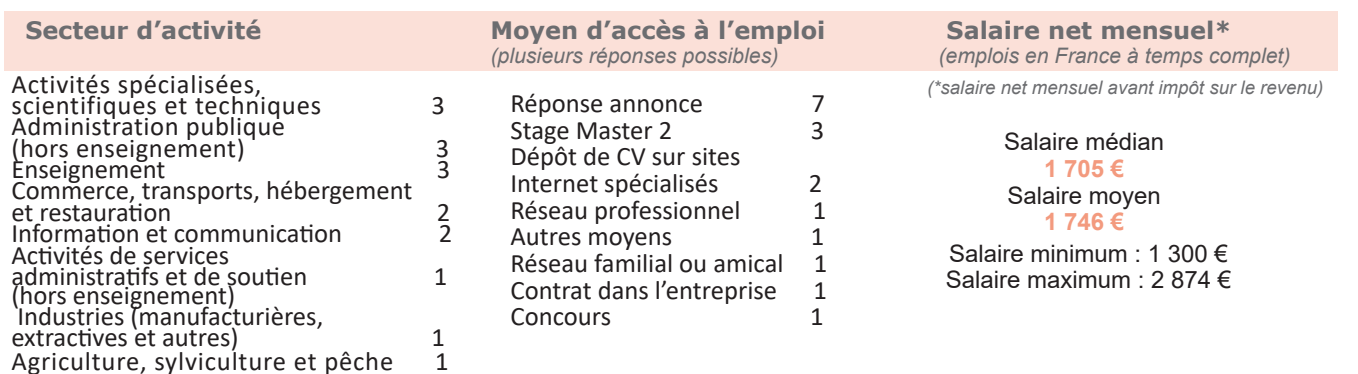 Secteur d’activité
Activités spécialisées,
scientifiques et techniques 3
Administration publique
(hors enseignement) 3
Enseignement 3
Commerce, transports, hébergement
et restauration 2
Information et communication 2
Activités de services
administratifs et de soutien 1
(hors enseignement)
Industries (manufacturières,
extractives et autres) 1
Agriculture, sylviculture et pêche 1
Moyen d’accès à l’emploi
(plusieurs réponses possibles)
Réponse annonce 7
Stage Master 2 3
Dépôt de CV sur sites
Internet spécialisés 2
Réseau professionnel 1
Autres moyens 1
Réseau familial ou amical 1
Contrat dans l’entreprise 1
Concours 1
Salaire net mensuel*
(emplois en France à temps complet)
(*salaire net mensuel avant impôt sur le revenu)
Salaire médian
1 705 €
Salaire moyen
1 746 €
Salaire minimum : 1 300 €
Salaire maximum : 2 874 €